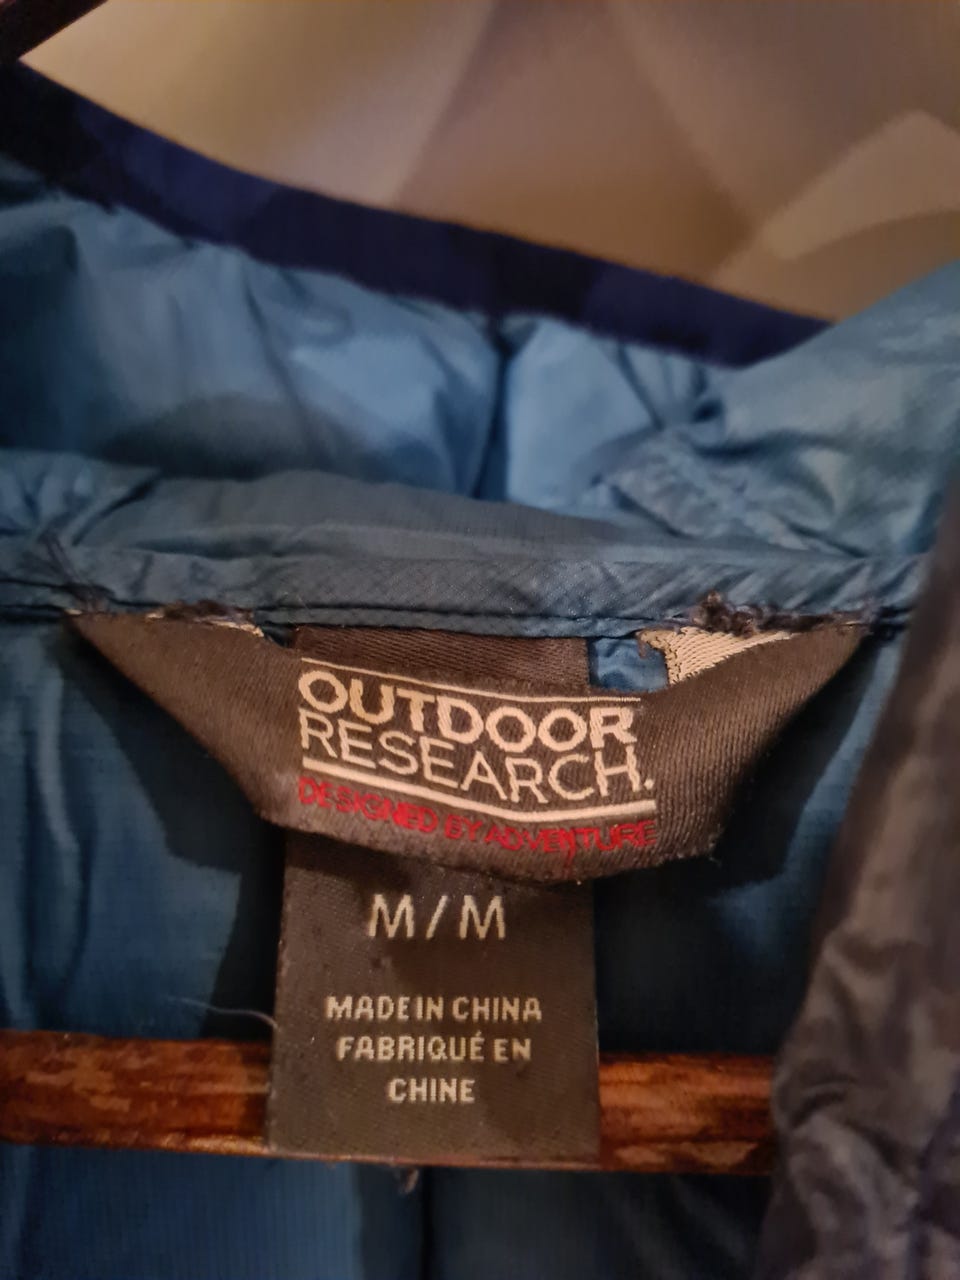 OUTDOOR
RESEARCH.
DESIGNED BY ADVENTURE
M/M
MADE IN CHINA
FABRIQUÉ EN
CHINE